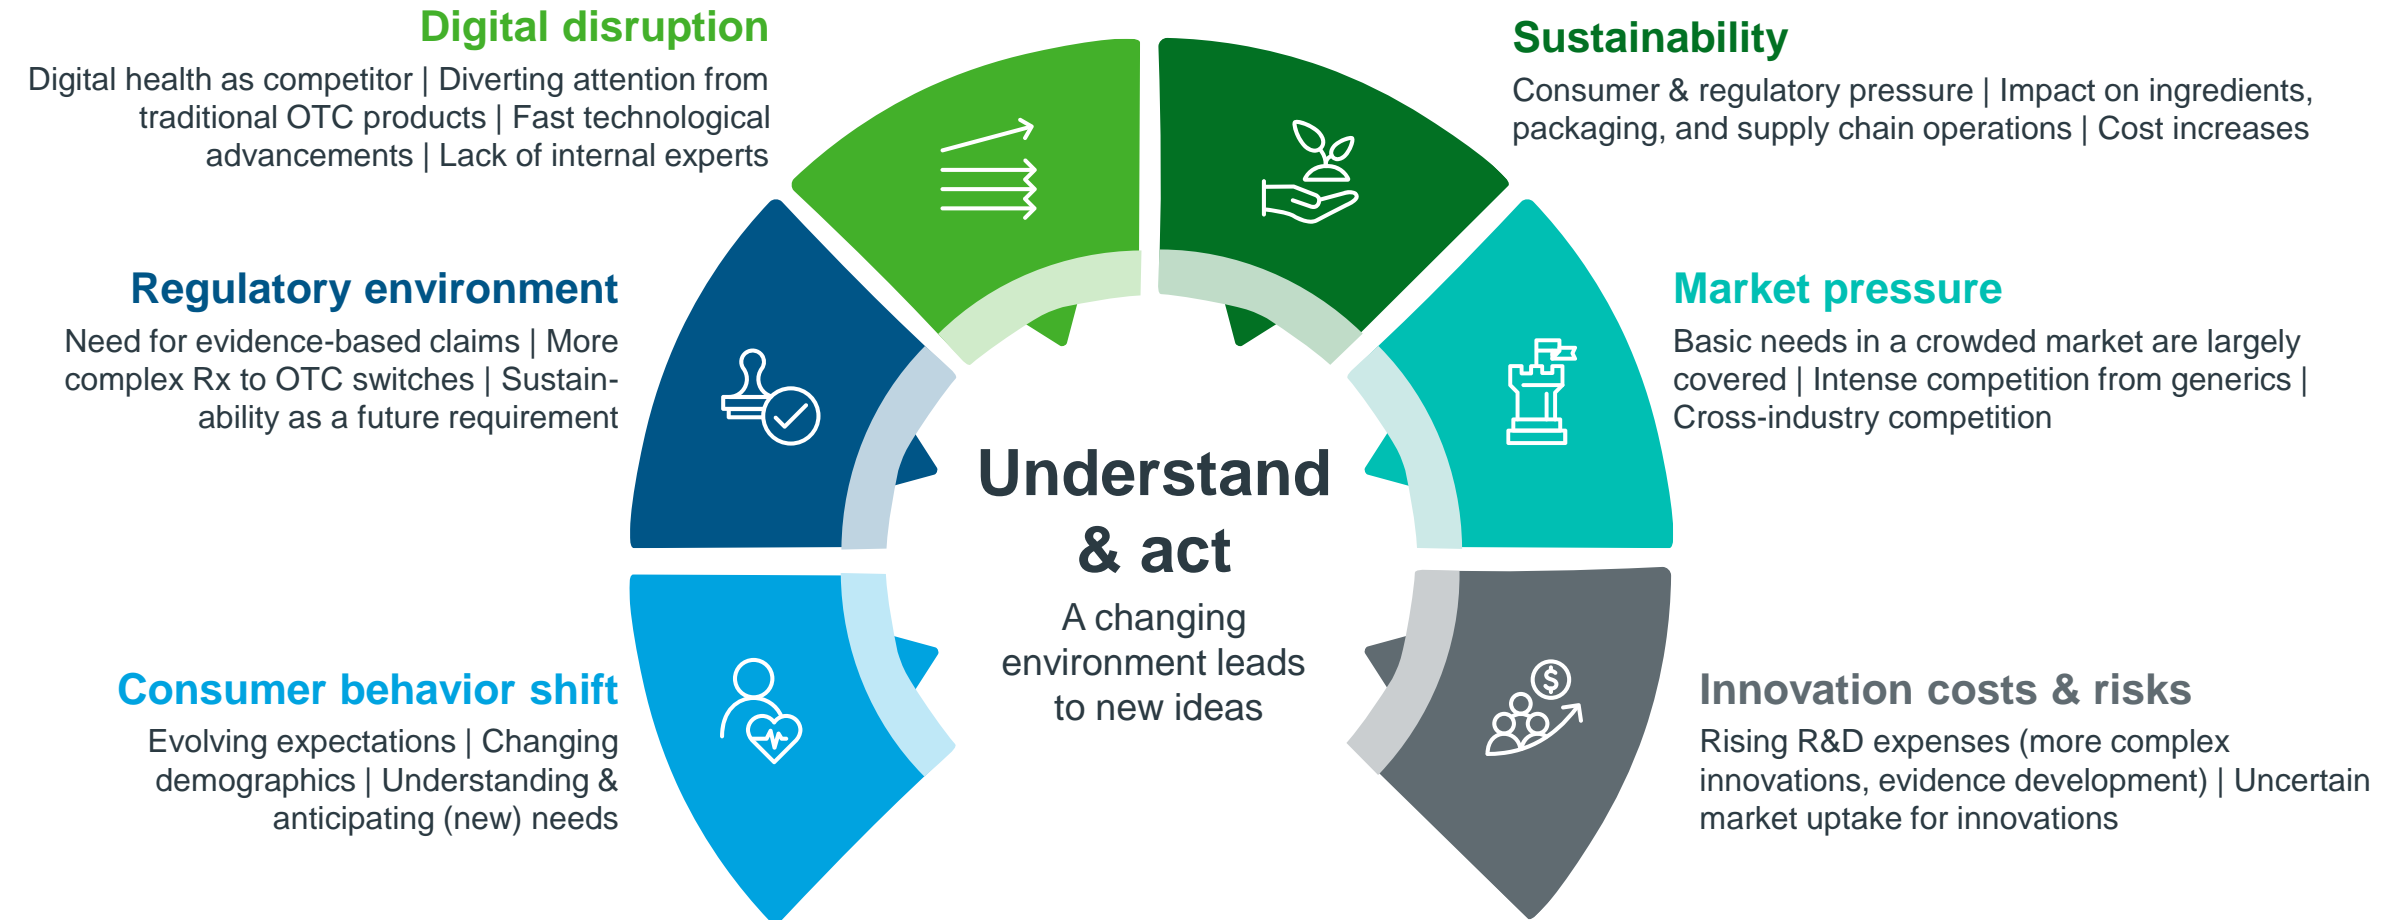 Digital disruption
Digital health as competitor | Diverting attention from
traditional OTC products | Fast technological
advancements | Lack of internal experts
Sustainability
Consumer & regulatory pressure | Impact on ingredients,
packaging, and supply chain operations | Cost increases
Regulatory environment
Need for evidence-based claims | More
complex Rx to OTC switches | Sustain-
ability as a future requirement
Market pressure
Basic needs in a crowded market are largely
covered | Intense competition from generics |
Cross-industry competition
Understand
& act
A changing
environment leads
to new ideas
Consumer behavior shift
Evolving expectations | Changing
demographics | Understanding &
anticipating (new) needs
$
Innovation costs & risks
Rising R&D expenses (more complex
innovations, evidence development) | Uncertain
market uptake for innovations